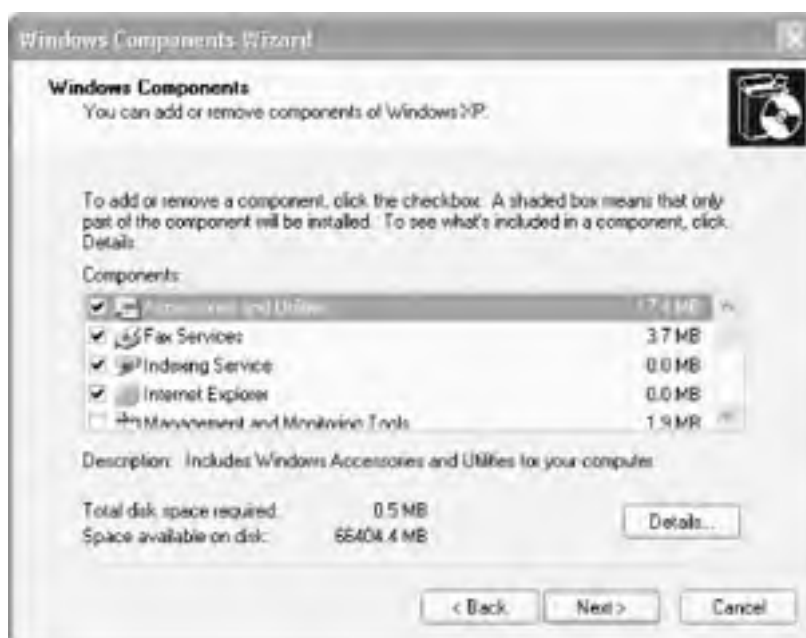 Windows Components Wizard
Windows Components
You can add or remove components of Windows XP.
To add or remove a component, click the checkbox. A shaded box means that only
part of the component will be installed. To see what's included in a component, click
Details.
Components:
Accessories and Utilities 17.4 MB
Fax Services 3.7 MB
Indexing Service 0.0 MB
Internet Explorer 0.0 MB
Management and Monitoring Tools 1.9 MB
Description: Includes Windows Accessories and Utilities for your computer.
Total disk space required: 0.5 MB
Space available on disk: 66404.4 MB
Details...
< Back
Next >
Cancel